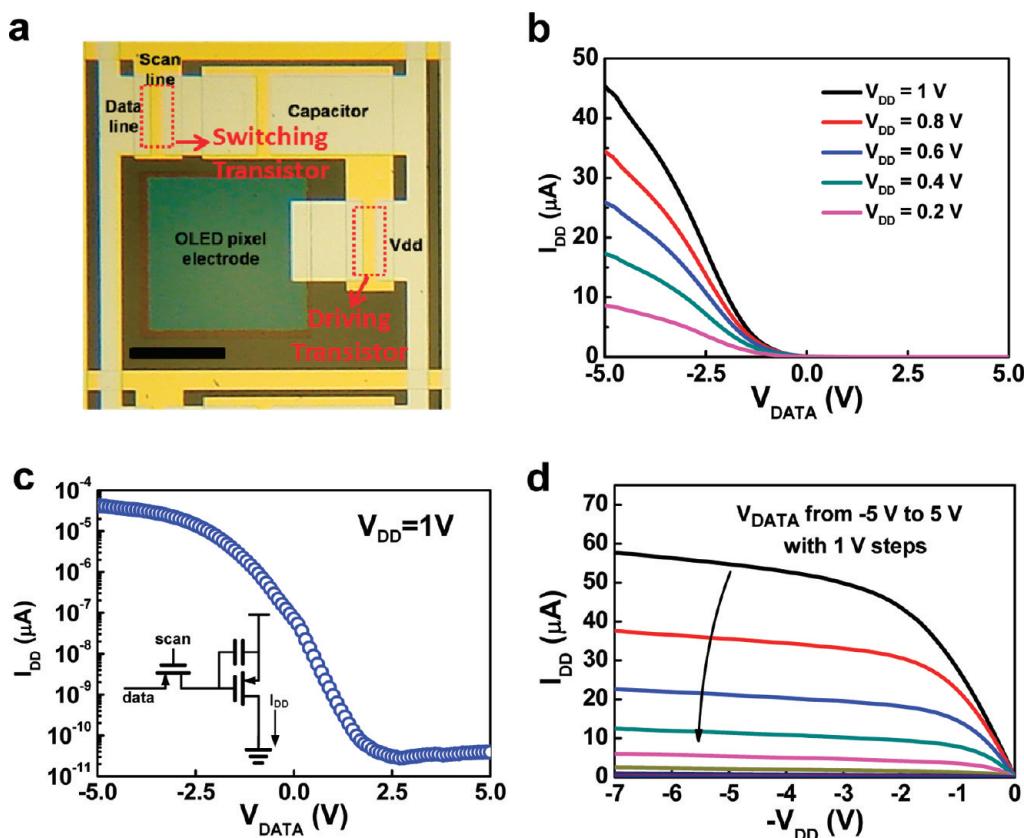 a
Scan
line
Data
line
Capacitor
Switching
Transistor
OLED pixel
electrode
Vdd
Driving
Transistor
b
50
40
30
20
10
0
I_DD (μA)
V_DD = 1 V
V_DD = 0.8 V
V_DD = 0.6 V
V_DD = 0.4 V
V_DD = 0.2 V
-5.0 -2.5 0.0 2.5 5.0
V_DATA (V)
c
10^-4
10^-5
10^-6
10^-7
10^-8
10^-9
10^-10
10^-11
I_DD (μA)
V_DD=1V
scan
data
I_DD
-5.0 -2.5 0.0 2.5 5.0
V_DATA (V)
d
70
60
50
40
30
20
10
0
I_DD (μA)
V_DATA from -5 V to 5 V
with 1 V steps
-7 -6 -5 -4 -3 -2 -1 0
-V_DD (V)